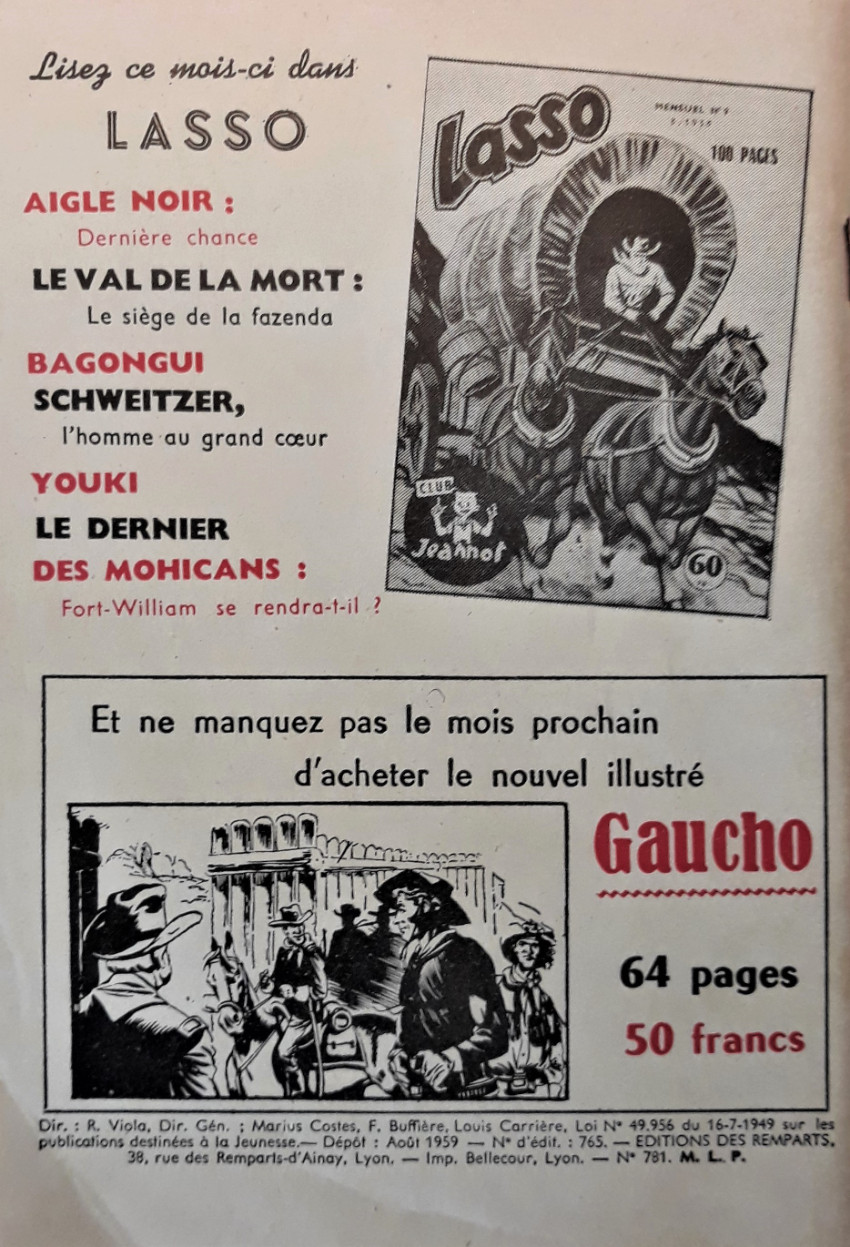 Lisez ce mois-ci dans
LASSO
AIGLE NOIR :
Dernière chance
LE VAL DE LA MORT :
Le siège de la fazenda
BAGONGUI
SCHWEITZER,
l'homme au grand cœur
YOUKI
LE DERNIER
DES MOHICANS :
Fort-William se rendra-t-il ?
Lasso
MENSUEL N° 9
100 PAGES
CLUB
Jeannot
60
Et ne manquez pas le mois prochain
d'acheter le nouvel illustré
Gaucho
64 pages
50 francs
Dir. : R. Viola, Dir. Gén. ; Marius Costes, F. Buffière, Louis Carrière, Loi N° 49.956 du 16-7-1949 sur les
publications destinées à la Jeunesse.— Dépôt : Août 1959 — N° d'édit. : 765. — EDITIONS DES REMPARTS,
38, rue des Remparts-d'Ainay, Lyon. — Imp. Bellecour, Lyon. — N° 781. M. L. P.